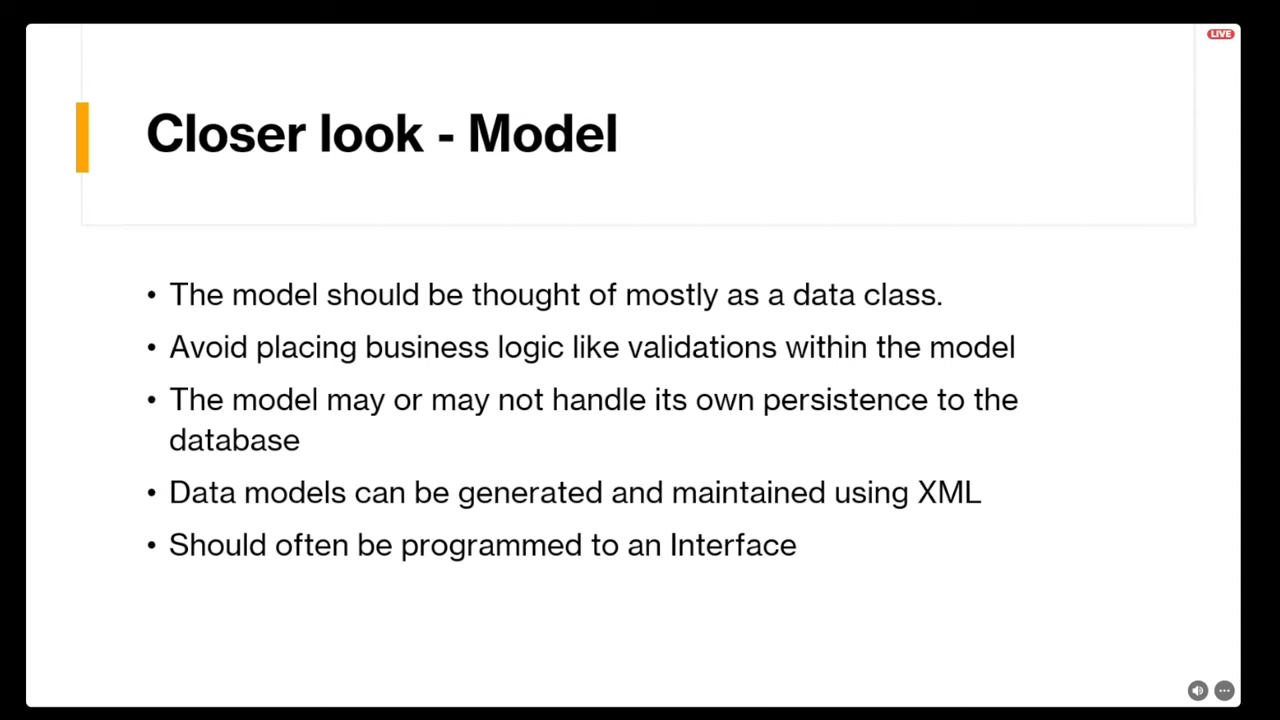 LIVE
Closer look - Model
• The model should be thought of mostly as a data class.
• Avoid placing business logic like validations within the model
• The model may or may not handle its own persistence to the
database
• Data models can be generated and maintained using XML
• Should often be programmed to an Interface